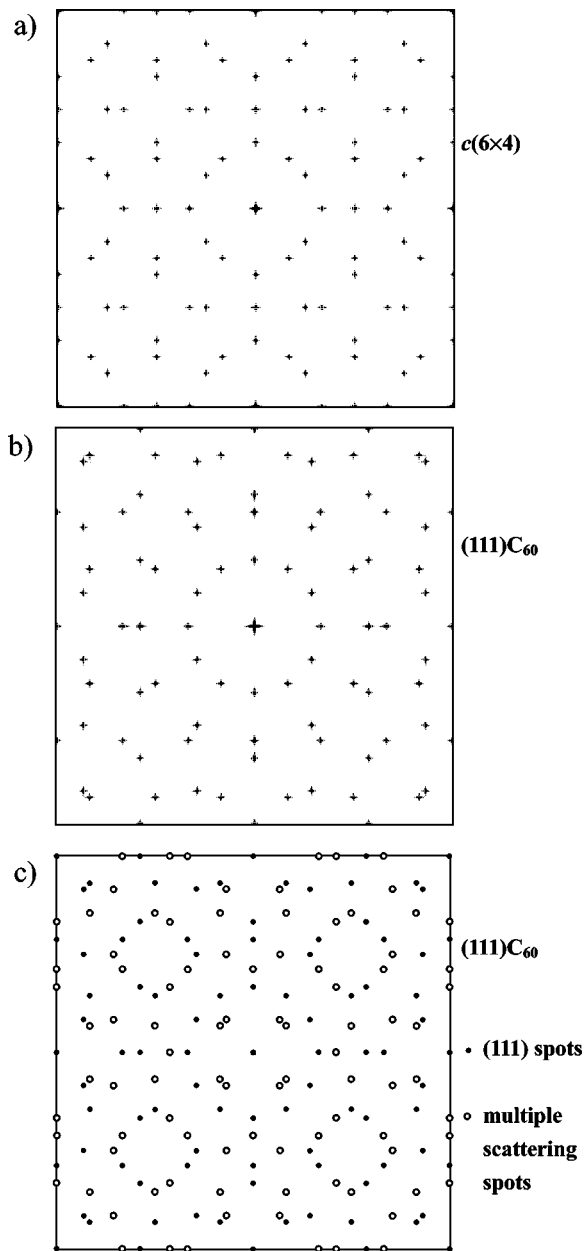 a)
c(6×4)
b)
(111)C₆₀
c)
(111)C₆₀
(111) spots
multiple
scattering
spots